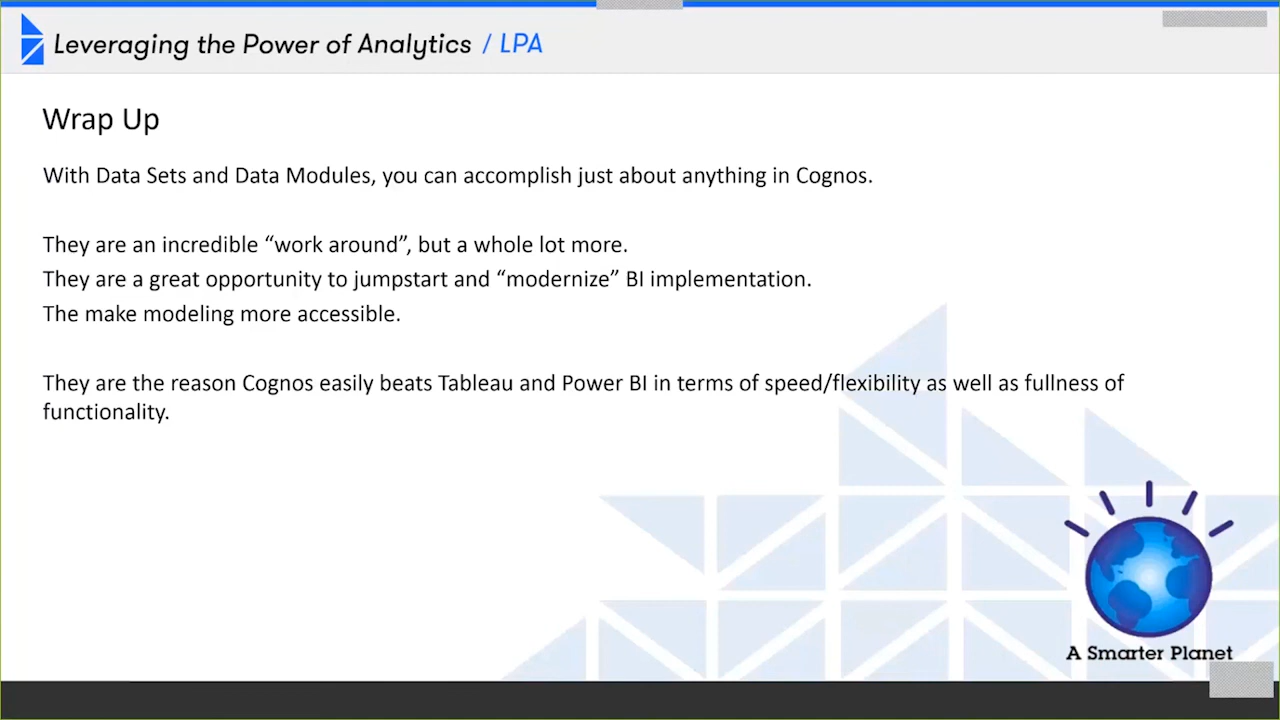 Leveraging the Power of Analytics / LPA
Wrap Up
With Data Sets and Data Modules, you can accomplish just about anything in Cognos.
They are an incredible “work around”, but a whole lot more.
They are a great opportunity to jumpstart and “modernize” BI implementation.
The make modeling more accessible.
They are the reason Cognos easily beats Tableau and Power BI in terms of speed/flexibility as well as fullness of
functionality.
A Smarter Planet